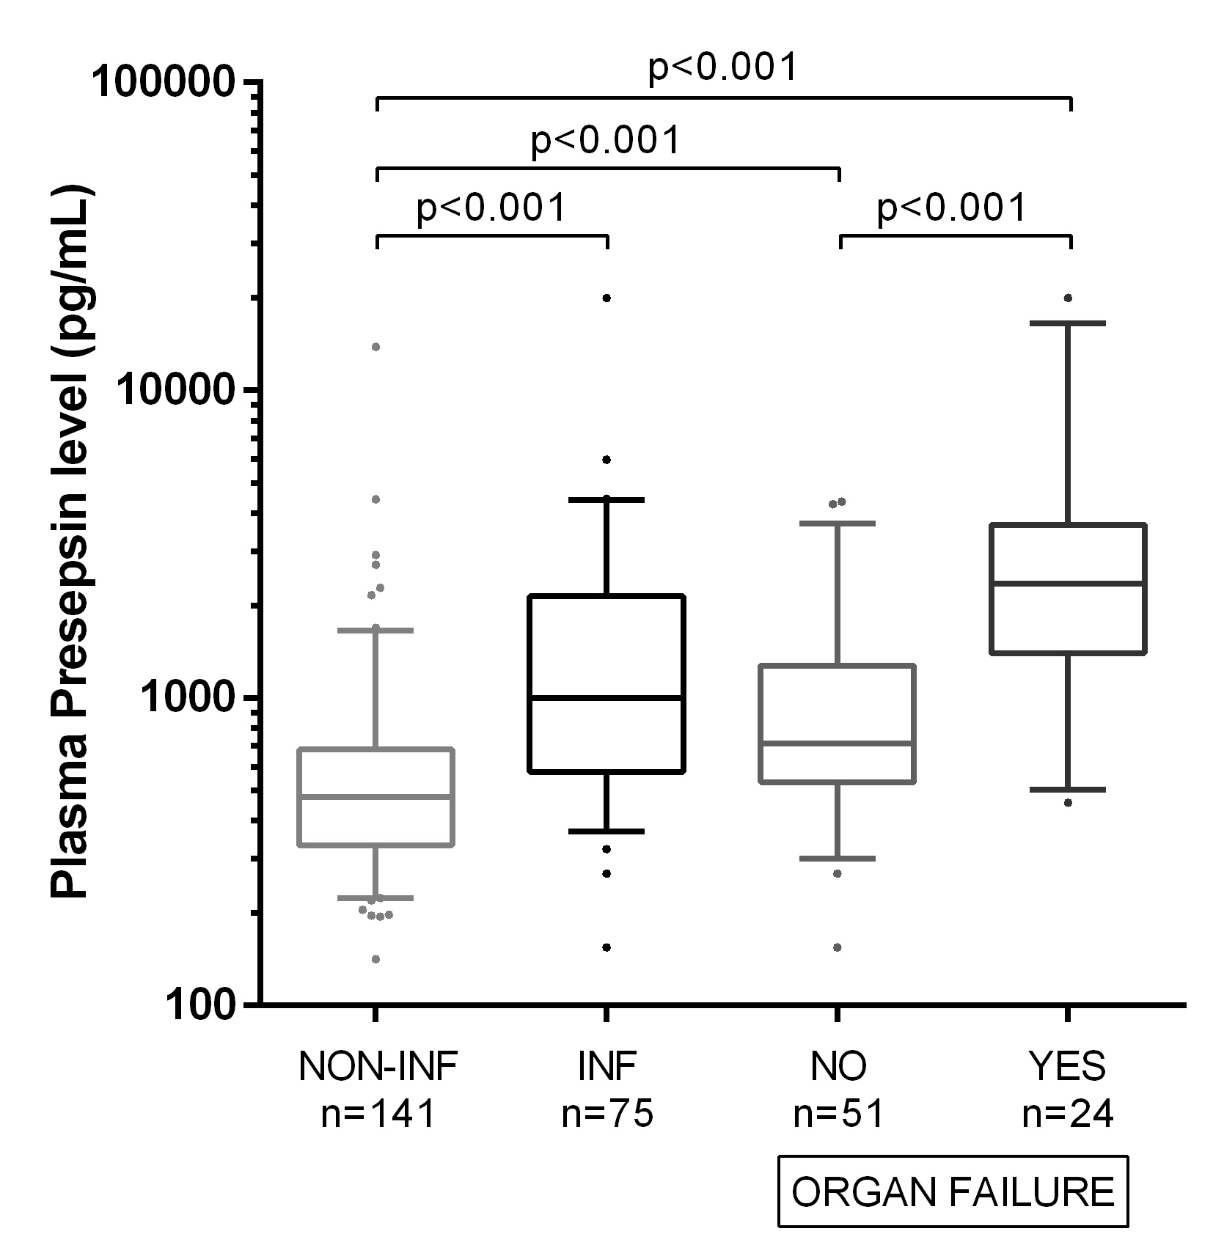 p<0.001
p<0.001
p<0.001 p<0.001
Plasma Presepsin level (pg/mL)
100000
10000
1000
100
NON-INF INF NO YES
n=141 n=75 n=51 n=24
ORGAN FAILURE